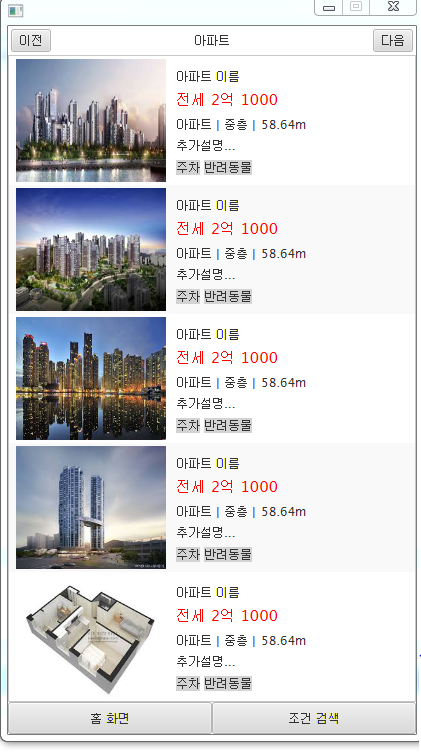 이전 아파트 다음
아파트 이름
전세 2억 1000
아파트 | 중층 | 58.64m
추가설명...
주차 반려동물
아파트 이름
전세 2억 1000
아파트 | 중층 | 58.64m
추가설명...
주차 반려동물
아파트 이름
전세 2억 1000
아파트 | 중층 | 58.64m
추가설명...
주차 반려동물
아파트 이름
전세 2억 1000
아파트 | 중층 | 58.64m
추가설명...
주차 반려동물
아파트 이름
전세 2억 1000
아파트 | 중층 | 58.64m
추가설명...
주차 반려동물
홈 화면 조건 검색